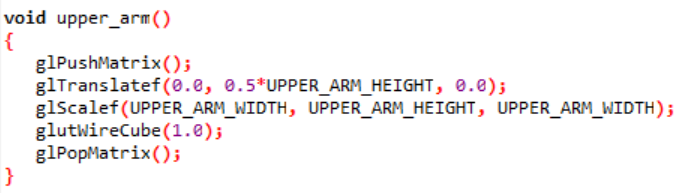 void upper_arm()
{
glPushMatrix();
glTranslatef(0.0, 0.5*UPPER_ARM_HEIGHT, 0.0);
glScalef(UPPER_ARM_WIDTH, UPPER_ARM_HEIGHT, UPPER_ARM_WIDTH);
glutWireCube(1.0);
glPopMatrix();
}